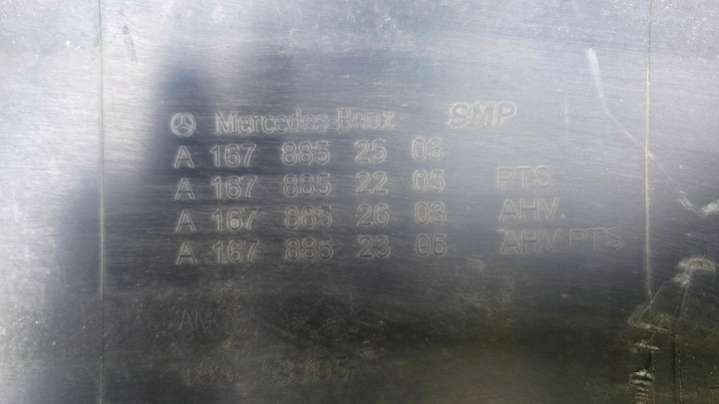 Mercedes-Benz SMP
A 167 885 25 03
A 167 885 22 05 PTS
A 167 885 26 03 AHV.
A 167 885 23 05 AHV PTS